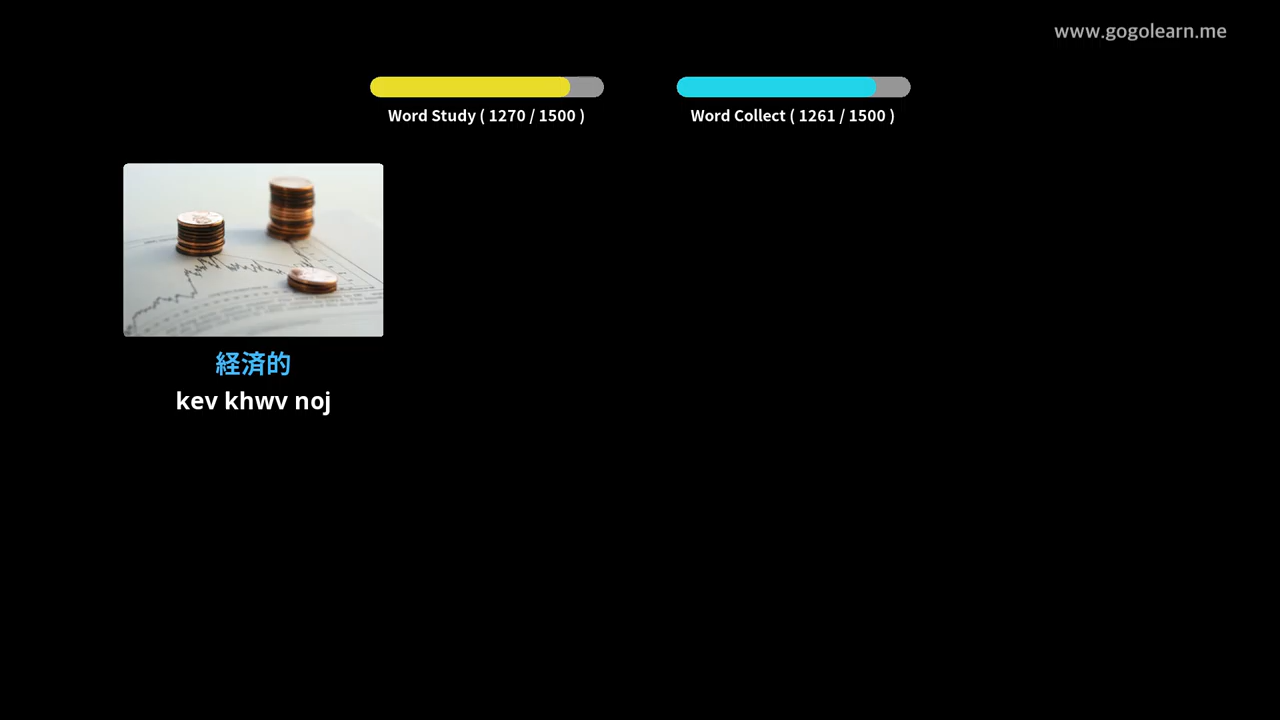 www.gogolearn.me
Word Study ( 1270 / 1500 )
Word Collect ( 1261 / 1500 )
経済的
kev khwv noj